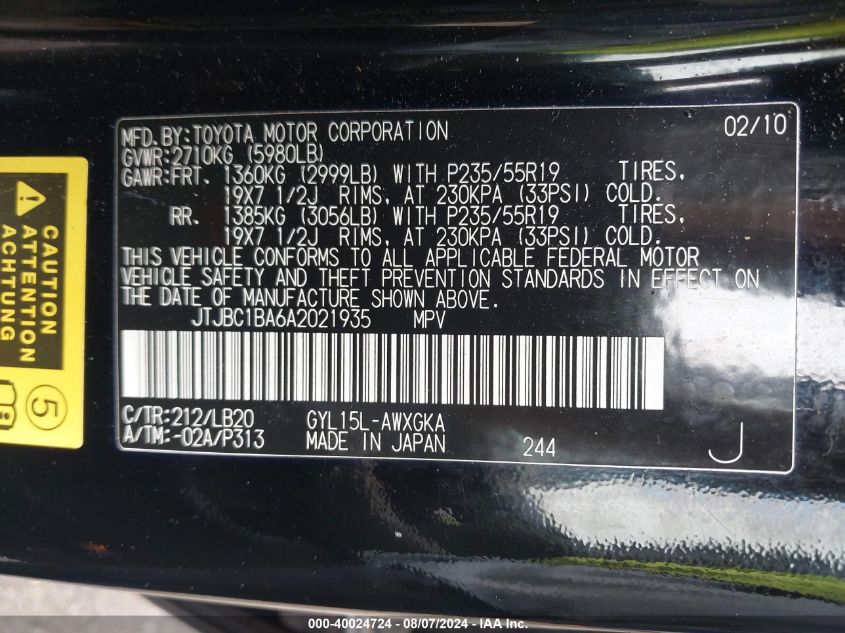 MFD. BY: TOYOTA MOTOR CORPORATION 02/10
GVWR: 2710KG (5980LB)
GAWR: FRT. 1360KG (2999LB) WITH P235/55R19 TIRES,
19X7 1/2J RIMS, AT 230KPA (33PSI) COLD.
RR. 1385KG (3056LB) WITH P235/55R19 TIRES,
19X7 1/2J RIMS, AT 230KPA (33PSI) COLD.
THIS VEHICLE CONFORMS TO ALL APPLICABLE FEDERAL MOTOR
VEHICLE SAFETY AND THEFT PREVENTION STANDARDS IN EFFECT ON
THE DATE OF MANUFACTURE SHOWN ABOVE.
JTJBC1BA6A2021935 MPV
C/TR: 212/LB20 GYL15L-AWXGKA
A/TM: -02A/P313 MADE IN JAPAN 244 J
CAUTION
ATTENTION
ACHTUNG
5
000-40024724 - 08/07/2024 - IAA Inc.